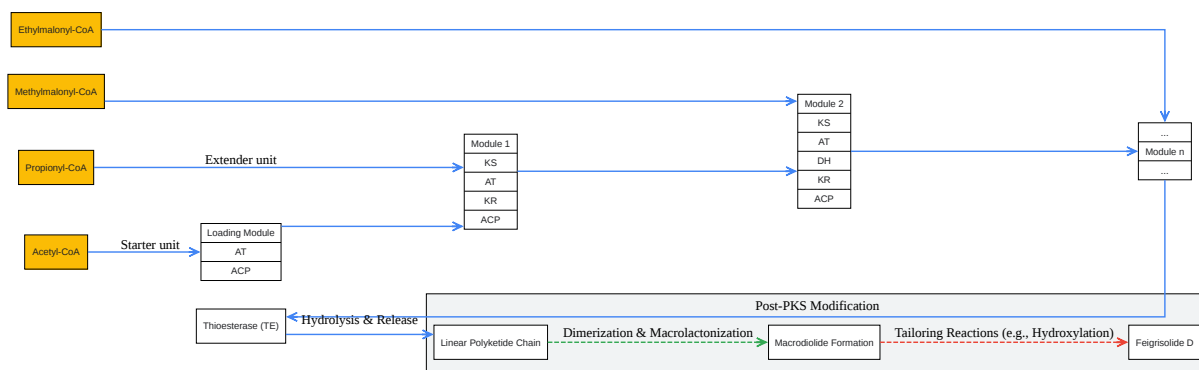 Ethylmalonyl-CoA
Methylmalonyl-CoA
Propionyl-CoA
Extender unit
Acetyl-CoA
Starter unit
Loading Module
AT
ACP
Module 1
KS
AT
KR
ACP
Module 2
KS
AT
DH
KR
ACP
...
Module n
...
Thioesterase (TE)
Hydrolysis & Release
Post-PKS Modification
Linear Polyketide Chain
Dimerization & Macrolactonization
Macrodiolide Formation
Tailoring Reactions (e.g., Hydroxylation)
Feigrisolide D